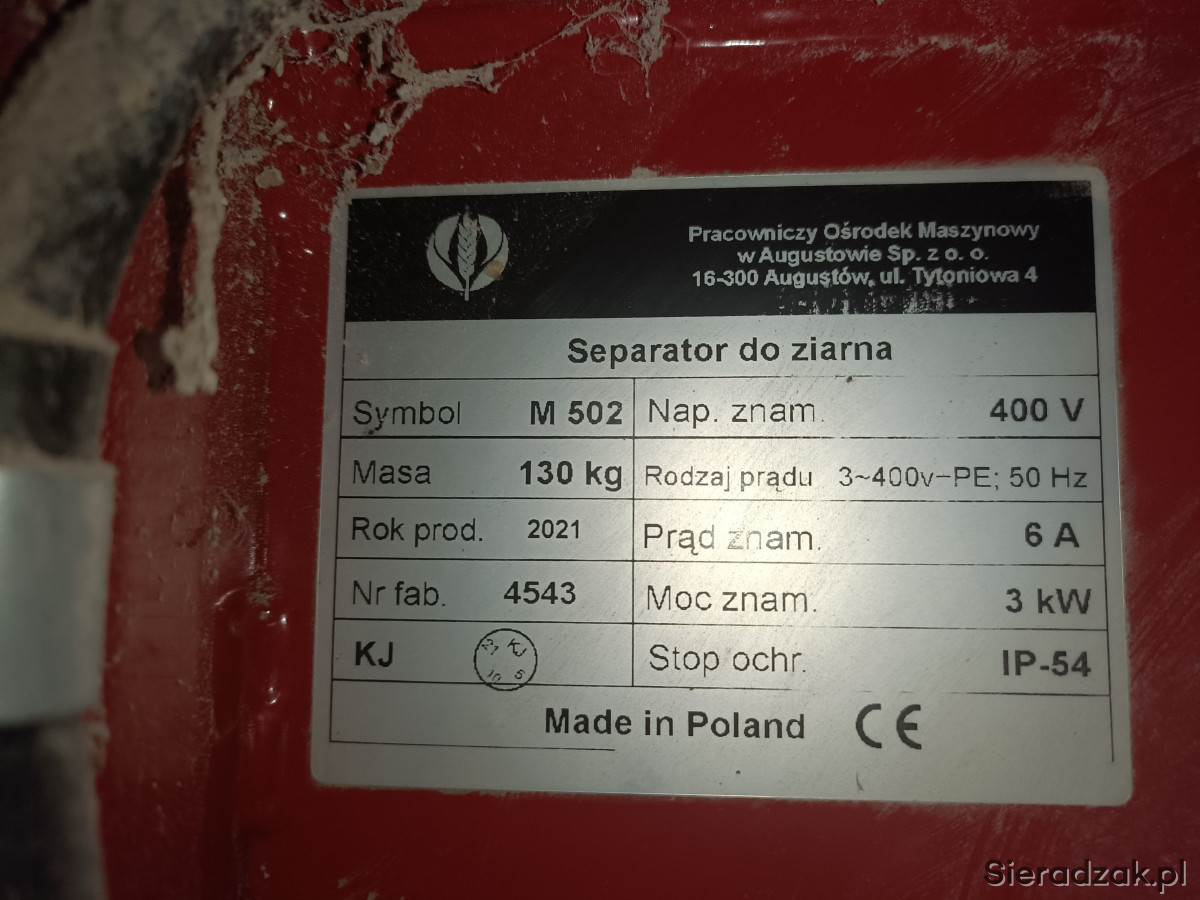 Pracowniczy Ośrodek Maszynowy
w Augustowie Sp. z o. o.
16-300 Augustów, ul. Tytoniowa 4
Separator do ziarna
Symbol M 502 Nap. znam. 400 V
Masa 130 kg Rodzaj prądu 3~400v-PE; 50 Hz
Rok prod. 2021 Prąd znam. 6 A
Nr fab. 4543 Moc znam. 3 kW
KJ Stop ochr. IP-54
Made in Poland CE
Sieradzak.pl